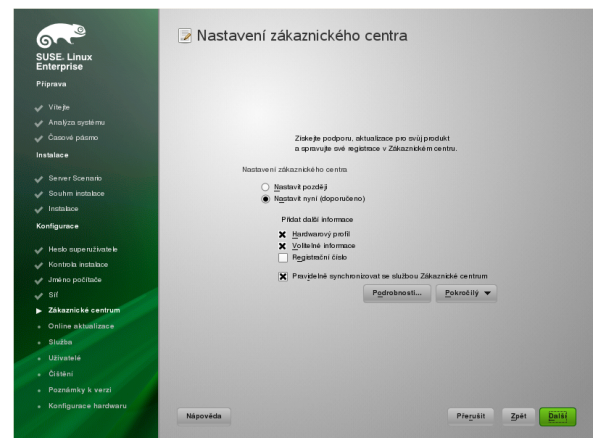 SUSE. Linux
Enterprise
Příprava
Vítejte
Analýza systému
Časové pásmo
Instalace
Server Scenario
Souhrn instalace
Instalace
Konfigurace
Heslo superuživatele
Kontrola instalace
Jméno počítače
Síť
Zákaznické centrum
Online aktualizace
Služba
Uživatelé
Čištění
Poznámky k verzi
Konfigurace hardwaru
Nastavení zákaznického centra
Získejte podporu, aktualizace pro svůj produkt
a spravujte své registrace v Zákaznickém centru.
Nastavení zákaznického centra
Nastavit později
Nastavit nyní (doporučeno)
Přidat další informace
Hardwarový profil
Volitelné informace
Registrační číslo
Pravidelně synchronizovat se službou Zákaznické centrum
Podrobnosti...
Pokročilý
Nápověda
Přerušit
Zpět
Další